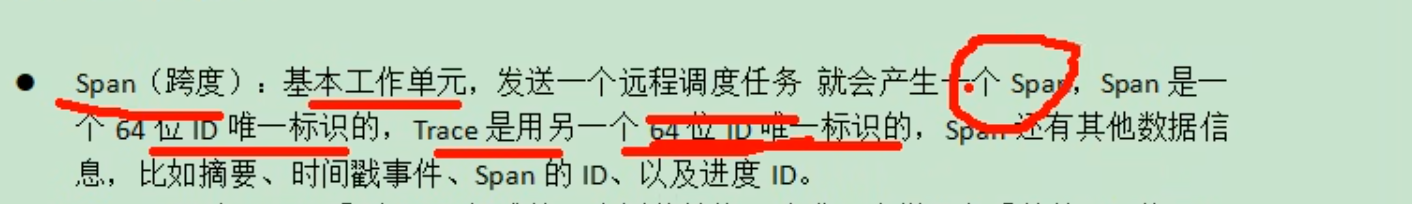 ● Span（跨度）：基本工作单元，发送一个远程调度任务 就会产生一个 Span，Span 是一
个 64 位 ID 唯一标识的，Trace 是用另一个 64 位 ID 唯一标识的，Span 还有其他数据信
息，比如摘要、时间戳事件、Span 的 ID、以及进度 ID。